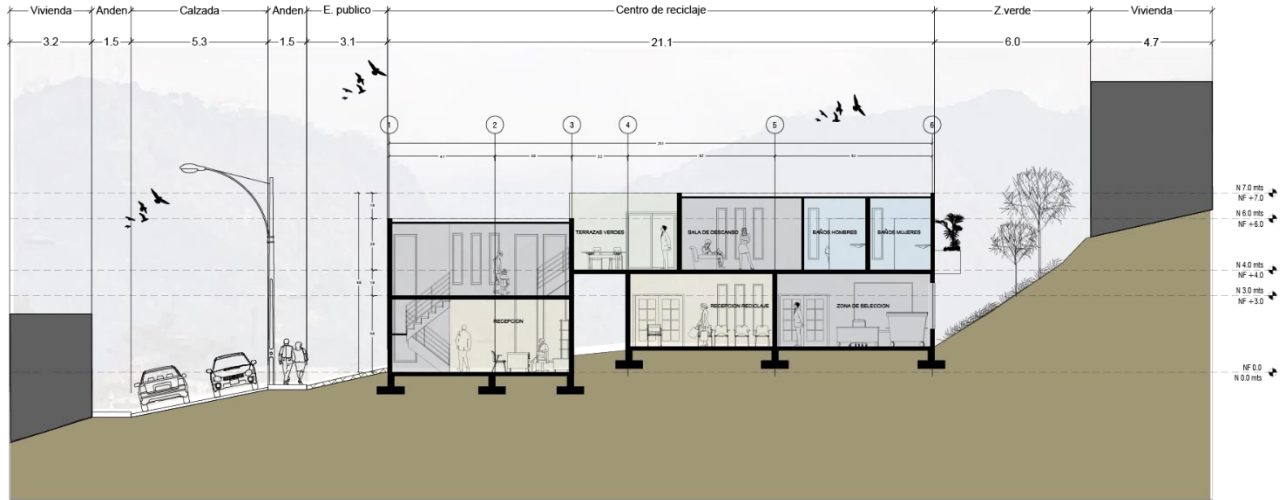 Vivienda Anden Calzada Anden E. publico Centro de reciclaje Z.verde Vivienda
3.2 1.5 5.3 1.5 3.1 21.1 6.0 4.7
1 2 3 4 5 6
N 7.0 mts
NF +7.0
N 6.0 mts
NF +6.0
TERRAZAS VERDES SALA DE DESCANSO BAÑOS HOMBRES BAÑOS MUJERES
N 4.0 mts
NF +4.0
N 3.0 mts
NF +3.0
RECEPCION RECICLAJE ZONA DE SELECCION
RECEPCION
NF 0.0
N 0.0 mts